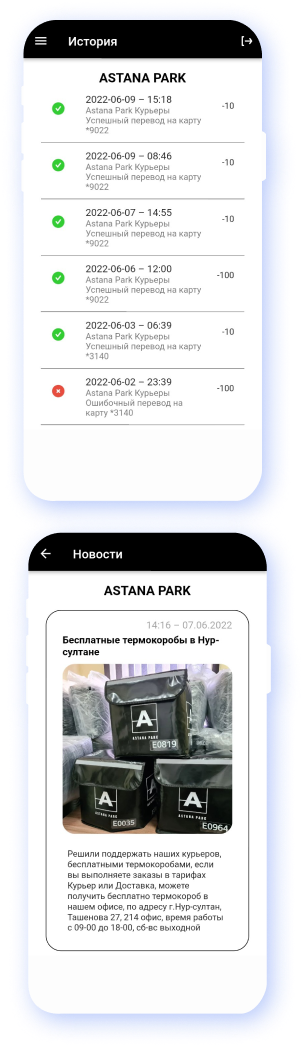 История
ASTANA PARK
2022-06-09 – 15:18
-10
Astana Park Курьеры
Успешный перевод на карту
*9022
2022-06-09 – 08:46
-10
Astana Park Курьеры
Успешный перевод на карту
*9022
2022-06-07 – 14:55
-10
Astana Park Курьеры
Успешный перевод на карту
*9022
2022-06-06 – 12:00
-100
Astana Park Курьеры
Успешный перевод на карту
*9022
2022-06-03 – 06:39
-10
Astana Park Курьеры
Успешный перевод на карту
*3140
2022-06-02 – 23:39
-100
Astana Park Курьеры
Ошибочный перевод на
карту *3140
Новости
ASTANA PARK
14:16 – 07.06.2022
Бесплатные термокоробы в Нур-
султане
A
ASTANA PARK
E0819
A
ASTANA PARK
E0035
A
ASTANA PARK
E0964
Решили поддержать наших курьеров,
бесплатными термокоробами, если
вы выполняете заказы в тарифах
Курьер или Доставка, можете
получить бесплатно термокороб в
нашем офисе, по адресу г.Нур-султан,
Ташенова 27, 214 офис, время работы
с 09-00 до 18-00, сб-вс выходной